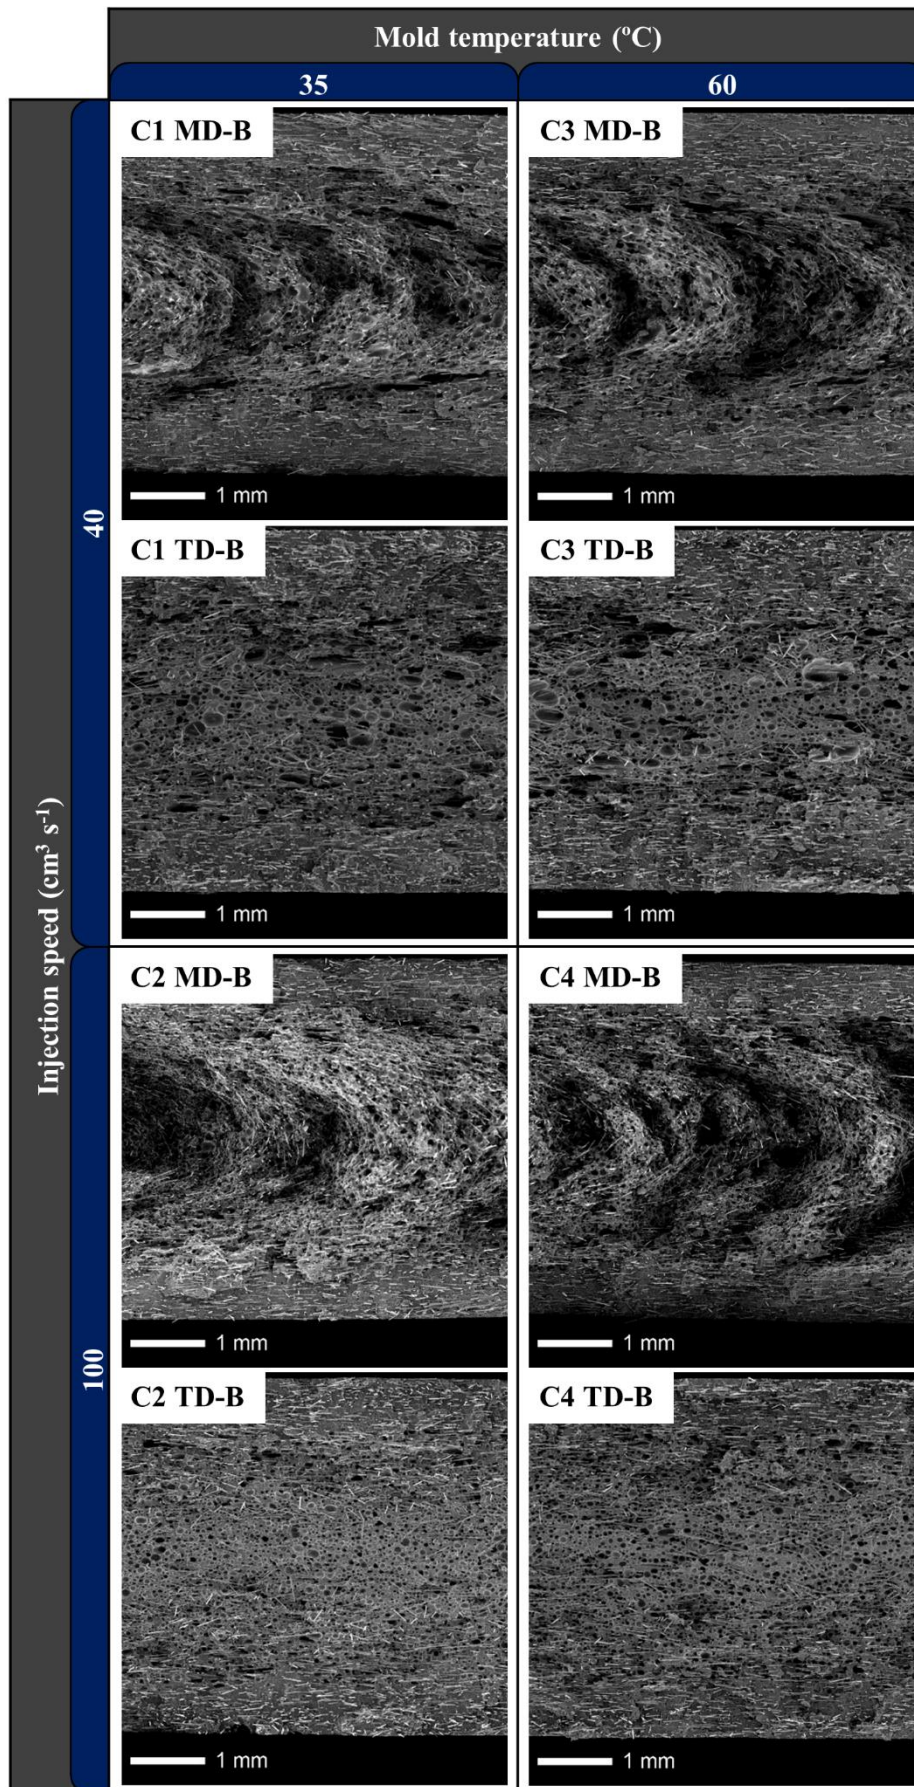 Mold temperature (ºC)
35
60
Injection speed (cm³ s⁻¹)
40
C1 MD-B
C3 MD-B
1 mm
1 mm
C1 TD-B
C3 TD-B
1 mm
1 mm
100
C2 MD-B
C4 MD-B
1 mm
1 mm
C2 TD-B
C4 TD-B
1 mm
1 mm